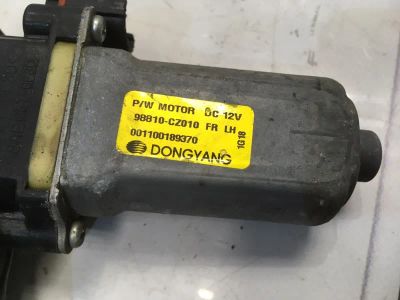 P/W MOTOR DC 12V
98810-CZ010 FR LH
001100189370
1G18
DONGYANG